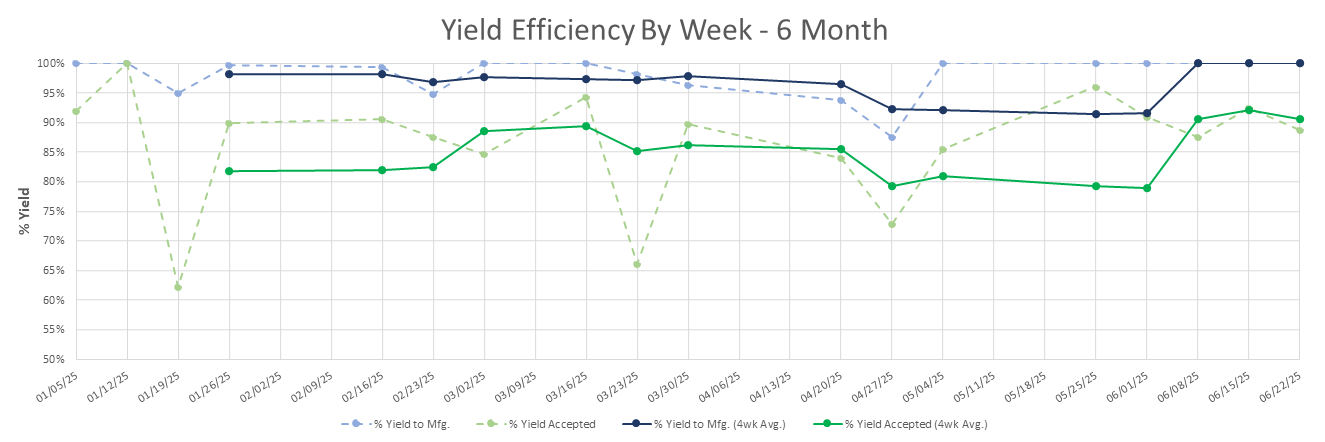 Yield Efficiency By Week - 6 Month
% Yield
100%
95%
90%
85%
80%
75%
70%
65%
60%
55%
50%
01/05/25 01/12/25 01/19/25 01/26/25 02/02/25 02/09/25 02/16/25 02/23/25 03/02/25 03/09/25 03/16/25 03/23/25 03/30/25 04/06/25 04/13/25 04/20/25 04/27/25 05/04/25 05/11/25 05/18/25 05/25/25 06/01/25 06/08/25 06/15/25 06/22/25
% Yield to Mfg. % Yield Accepted % Yield to Mfg. (4wk Avg.) % Yield Accepted (4wk Avg.)